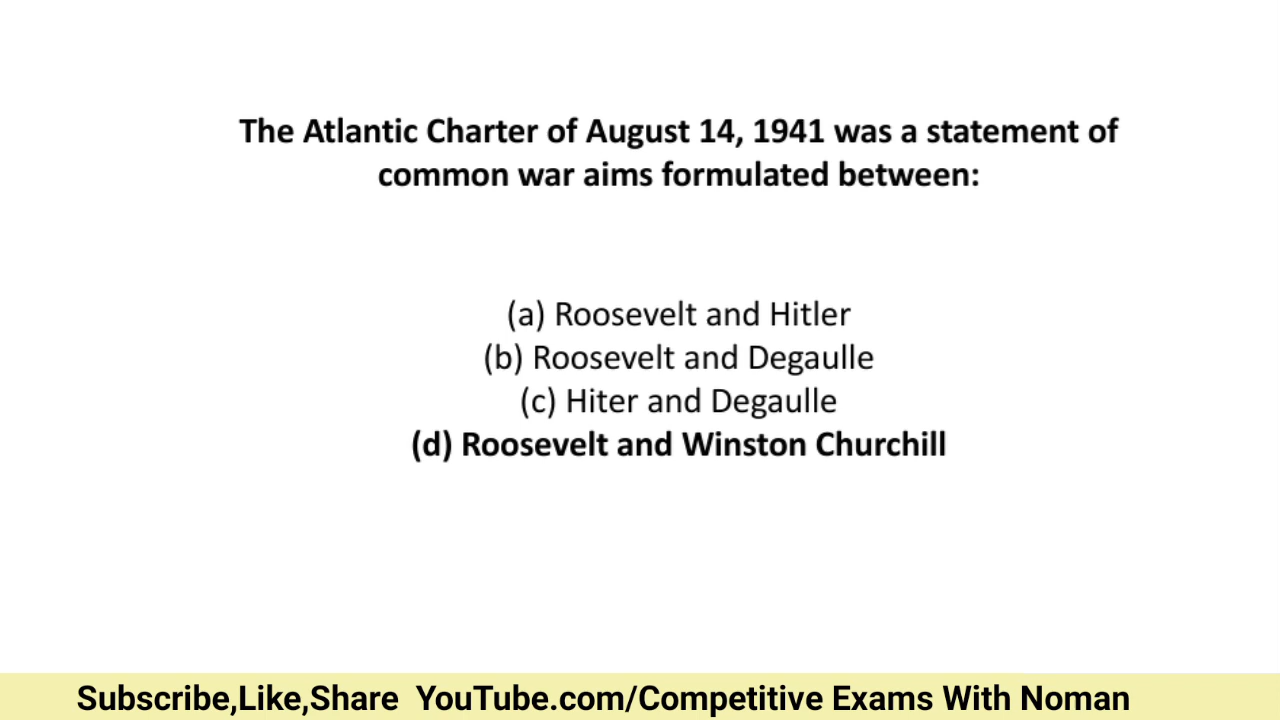 The Atlantic Charter of August 14, 1941 was a statement of
common war aims formulated between:
(a) Roosevelt and Hitler
(b) Roosevelt and Degaulle
(c) Hiter and Degaulle
(d) Roosevelt and Winston Churchill
Subscribe,Like,Share YouTube.com/Competitive Exams With Noman